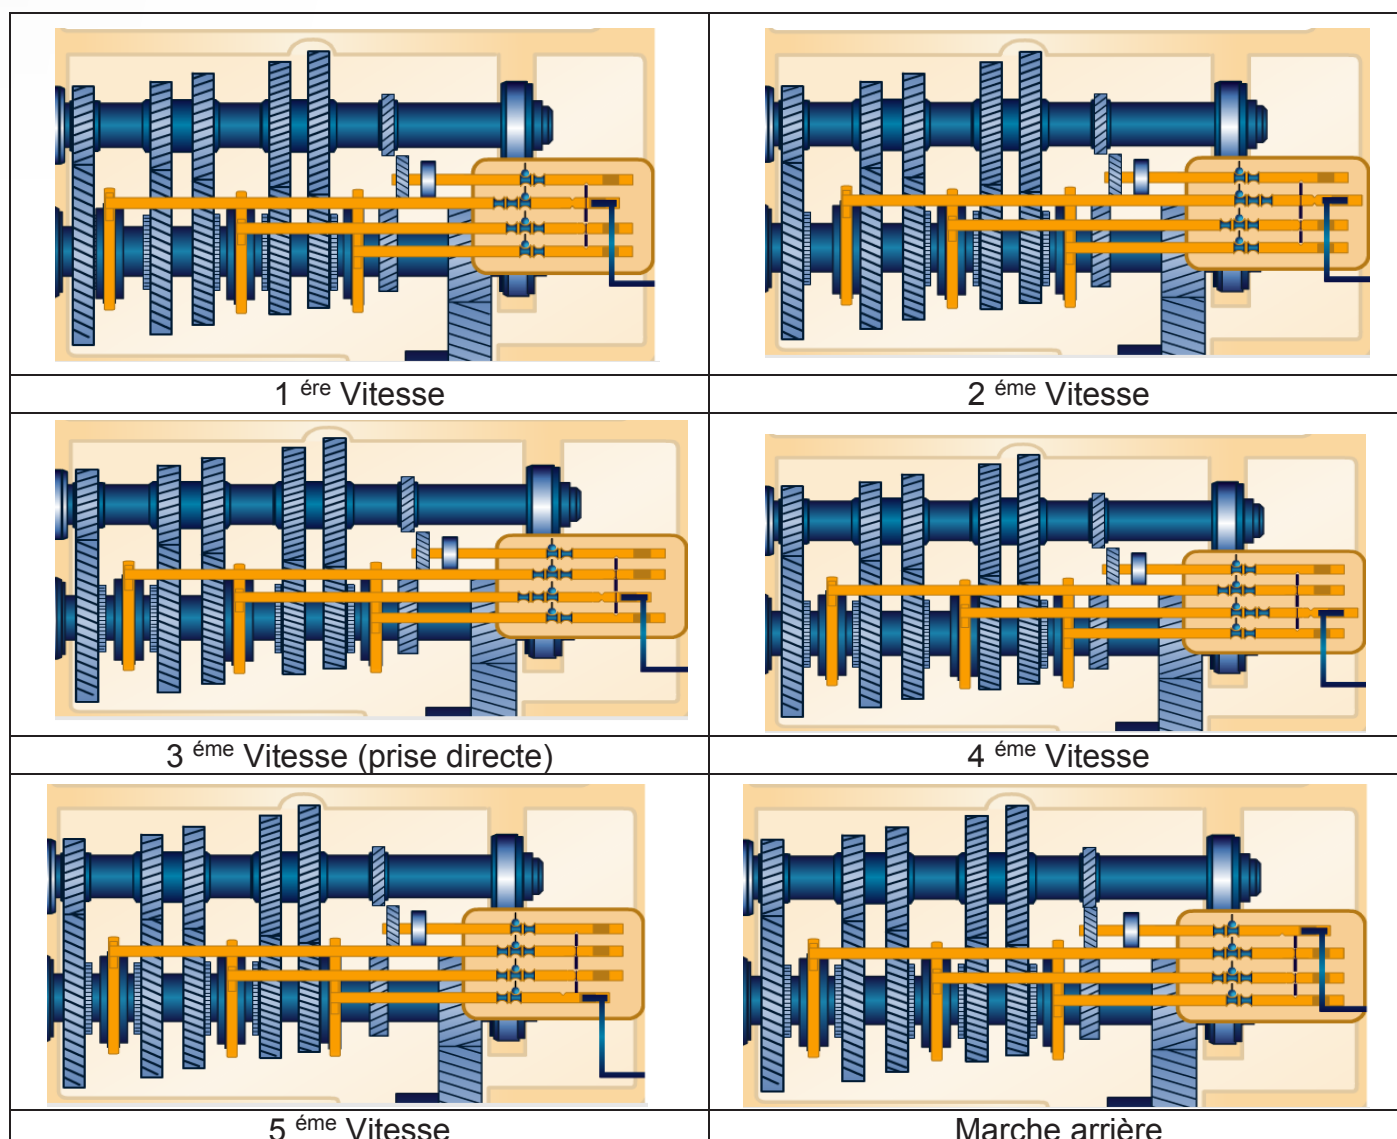 1 ére Vitesse
2 éme Vitesse
3 éme Vitesse (prise directe)
4 éme Vitesse
5 éme Vitesse
Marche arrière